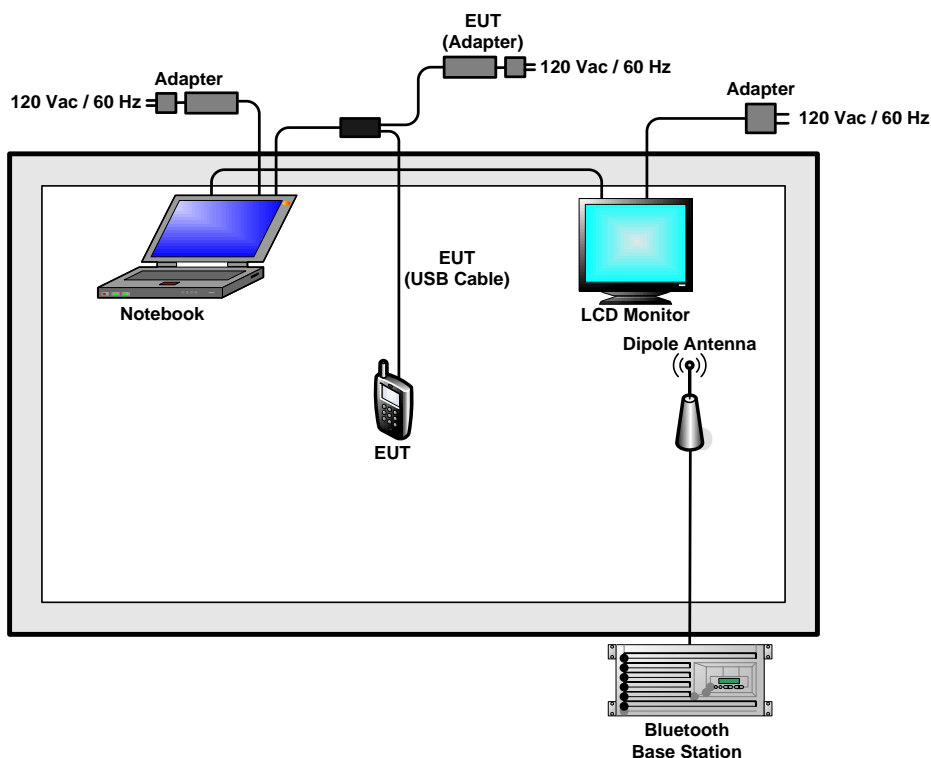 EUT
(Adapter)
120 Vac / 60 Hz
Adapter
120 Vac / 60 Hz
Adapter
120 Vac / 60 Hz
EUT
(USB Cable)
Notebook
LCD Monitor
Dipole Antenna
EUT
Bluetooth
Base Station